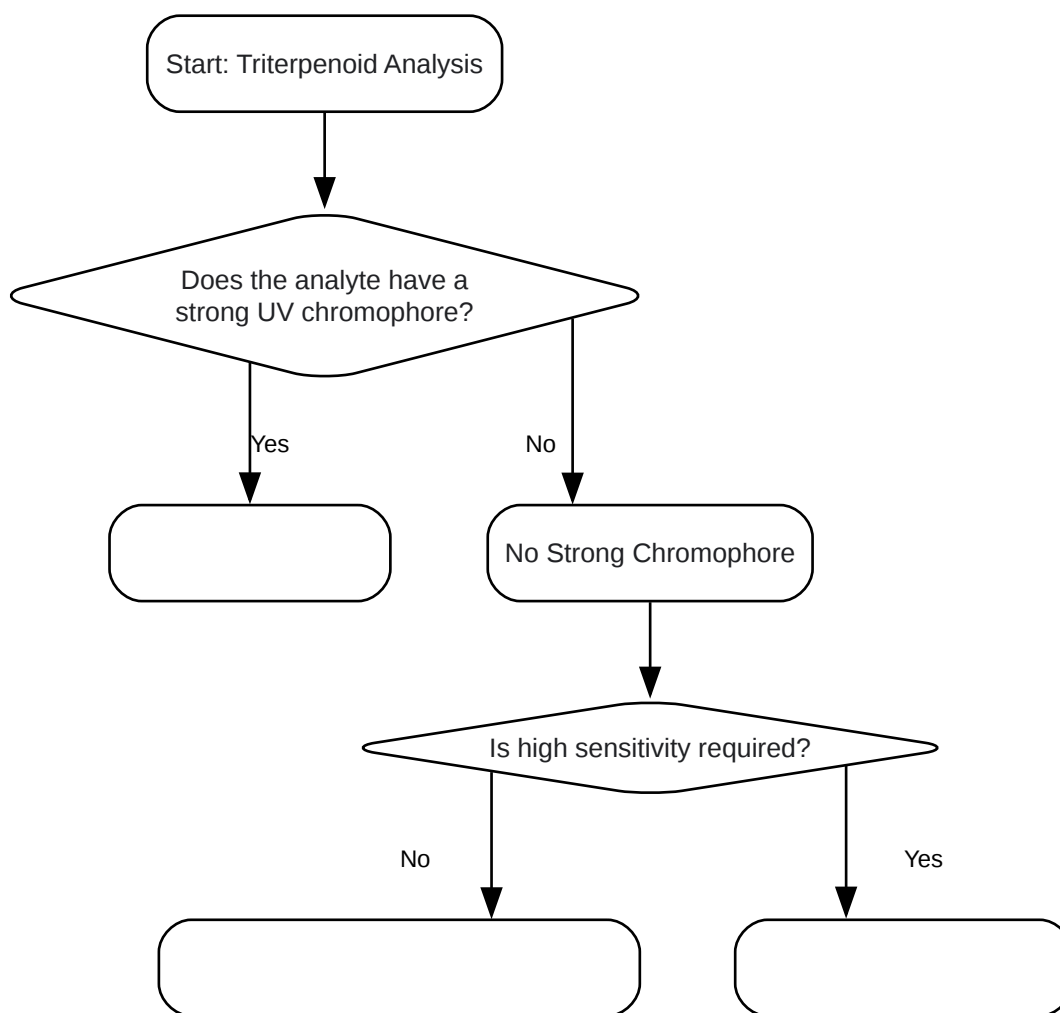 Start: Triterpenoid Analysis
Does the analyte have a
strong UV chromophore?
Yes
No
No Strong Chromophore
Is high sensitivity required?
No
Yes